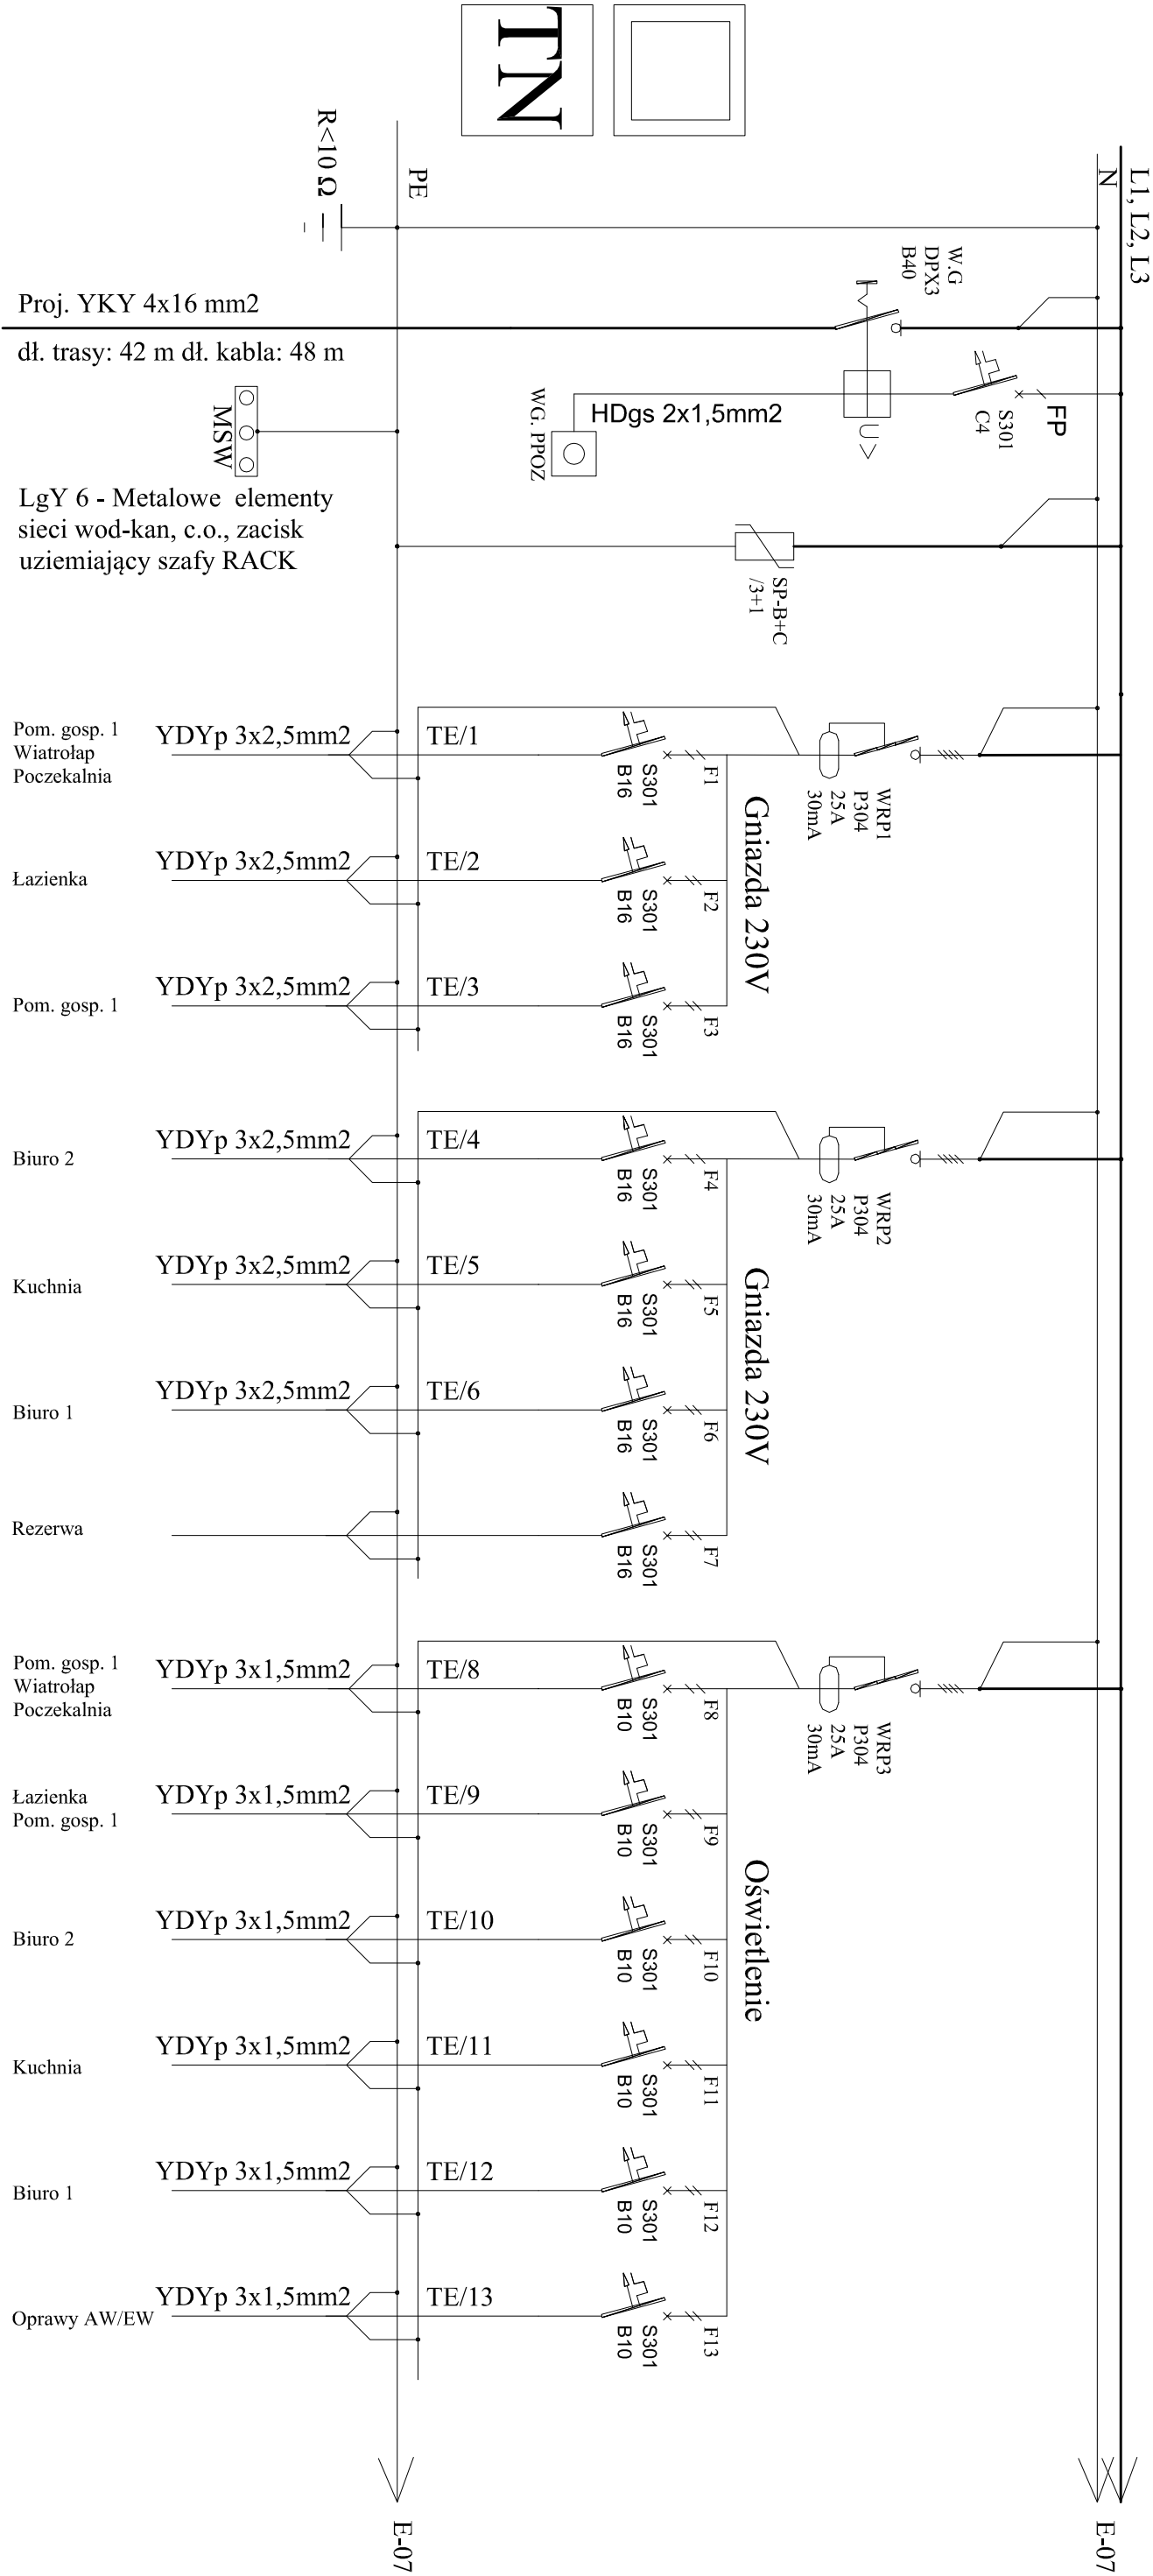 TN
L1, L2, L3
N
PE
R<10 Ω
W.G
DPX3
B40
Proj. YKY 4x16 mm2
dł. trasy: 42 m dł. kabla: 48 m
FP
S301
C4
U>
HDgs 2x1,5mm2
WG. PPOZ
MSW
LgY 6 - Metalowe elementy
sieci wod-kan, c.o., zacisk
uziemiający szafy RACK
SP-B+C
/3+1
WRP1
P304
25A
30mA
Gniazda 230V
Pom. gosp. 1
Wiatrołap
Poczekalnia
YDYp 3x2,5mm2
TE/1
F1
S301
B16
Łazienka
YDYp 3x2,5mm2
TE/2
F2
S301
B16
Pom. gosp. 1
YDYp 3x2,5mm2
TE/3
F3
S301
B16
WRP2
P304
25A
30mA
Gniazda 230V
Biuro 2
YDYp 3x2,5mm2
TE/4
F4
S301
B16
Kuchnia
YDYp 3x2,5mm2
TE/5
F5
S301
B16
Biuro 1
YDYp 3x2,5mm2
TE/6
F6
S301
B16
Rezerwa
F7
S301
B16
WRP3
P304
25A
30mA
Oświetlenie
Pom. gosp. 1
Wiatrołap
Poczekalnia
YDYp 3x1,5mm2
TE/8
F8
S301
B10
Łazienka
Pom. gosp. 1
YDYp 3x1,5mm2
TE/9
F9
S301
B10
Biuro 2
YDYp 3x1,5mm2
TE/10
F10
S301
B10
Kuchnia
YDYp 3x1,5mm2
TE/11
F11
S301
B10
Biuro 1
YDYp 3x1,5mm2
TE/12
F12
S301
B10
Oprawy AW/EW
YDYp 3x1,5mm2
TE/13
F13
S301
B10
E-07
E-07